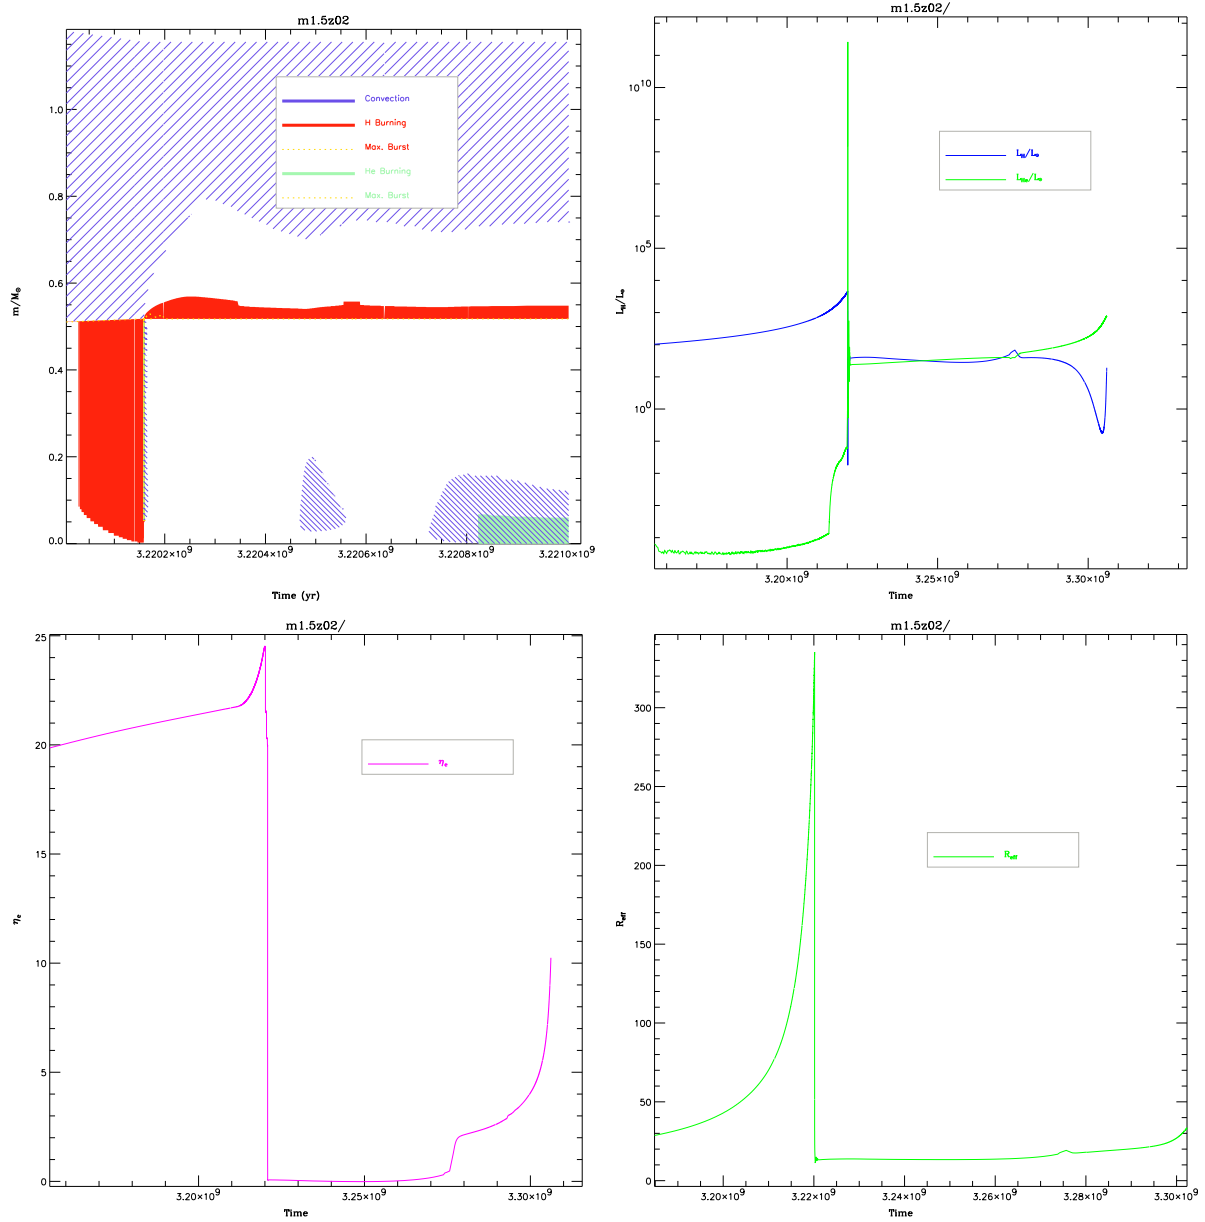 m1.5z02
Convection
H Burning
Max. Burst
He Burning
Max. Burst
m/M⊙
1.0
0.8
0.6
0.4
0.2
0.0
3.2202×10⁹ 3.2204×10⁹ 3.2206×10⁹ 3.2208×10⁹ 3.2210×10⁹
Time (yr)
m1.5z02/
L_H/L⊙
L_He/L⊙
L_H/L⊙
10¹⁰
10⁵
10⁰
3.20×10⁹ 3.25×10⁹ 3.30×10⁹
Time
m1.5z02/
ηₑ
ηₑ
25
20
15
10
5
0
3.20×10⁹ 3.25×10⁹ 3.30×10⁹
Time
m1.5z02/
R_eff
R_eff
300
250
200
150
100
50
0
3.20×10⁹ 3.22×10⁹ 3.24×10⁹ 3.26×10⁹ 3.28×10⁹ 3.30×10⁹
Time